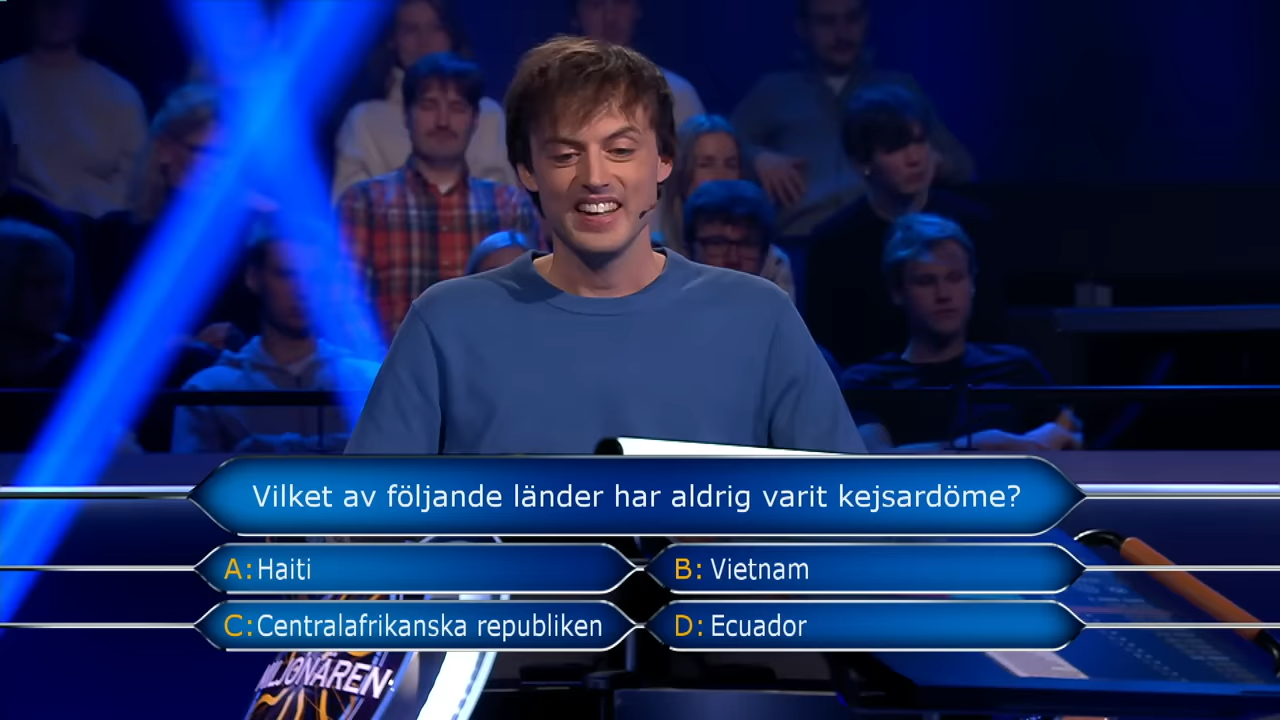 Vilket av följande länder har aldrig varit kejsardöme?
A: Haiti
B: Vietnam
C: Centralafrikanska republiken
D: Ecuador
MILJONÄREN